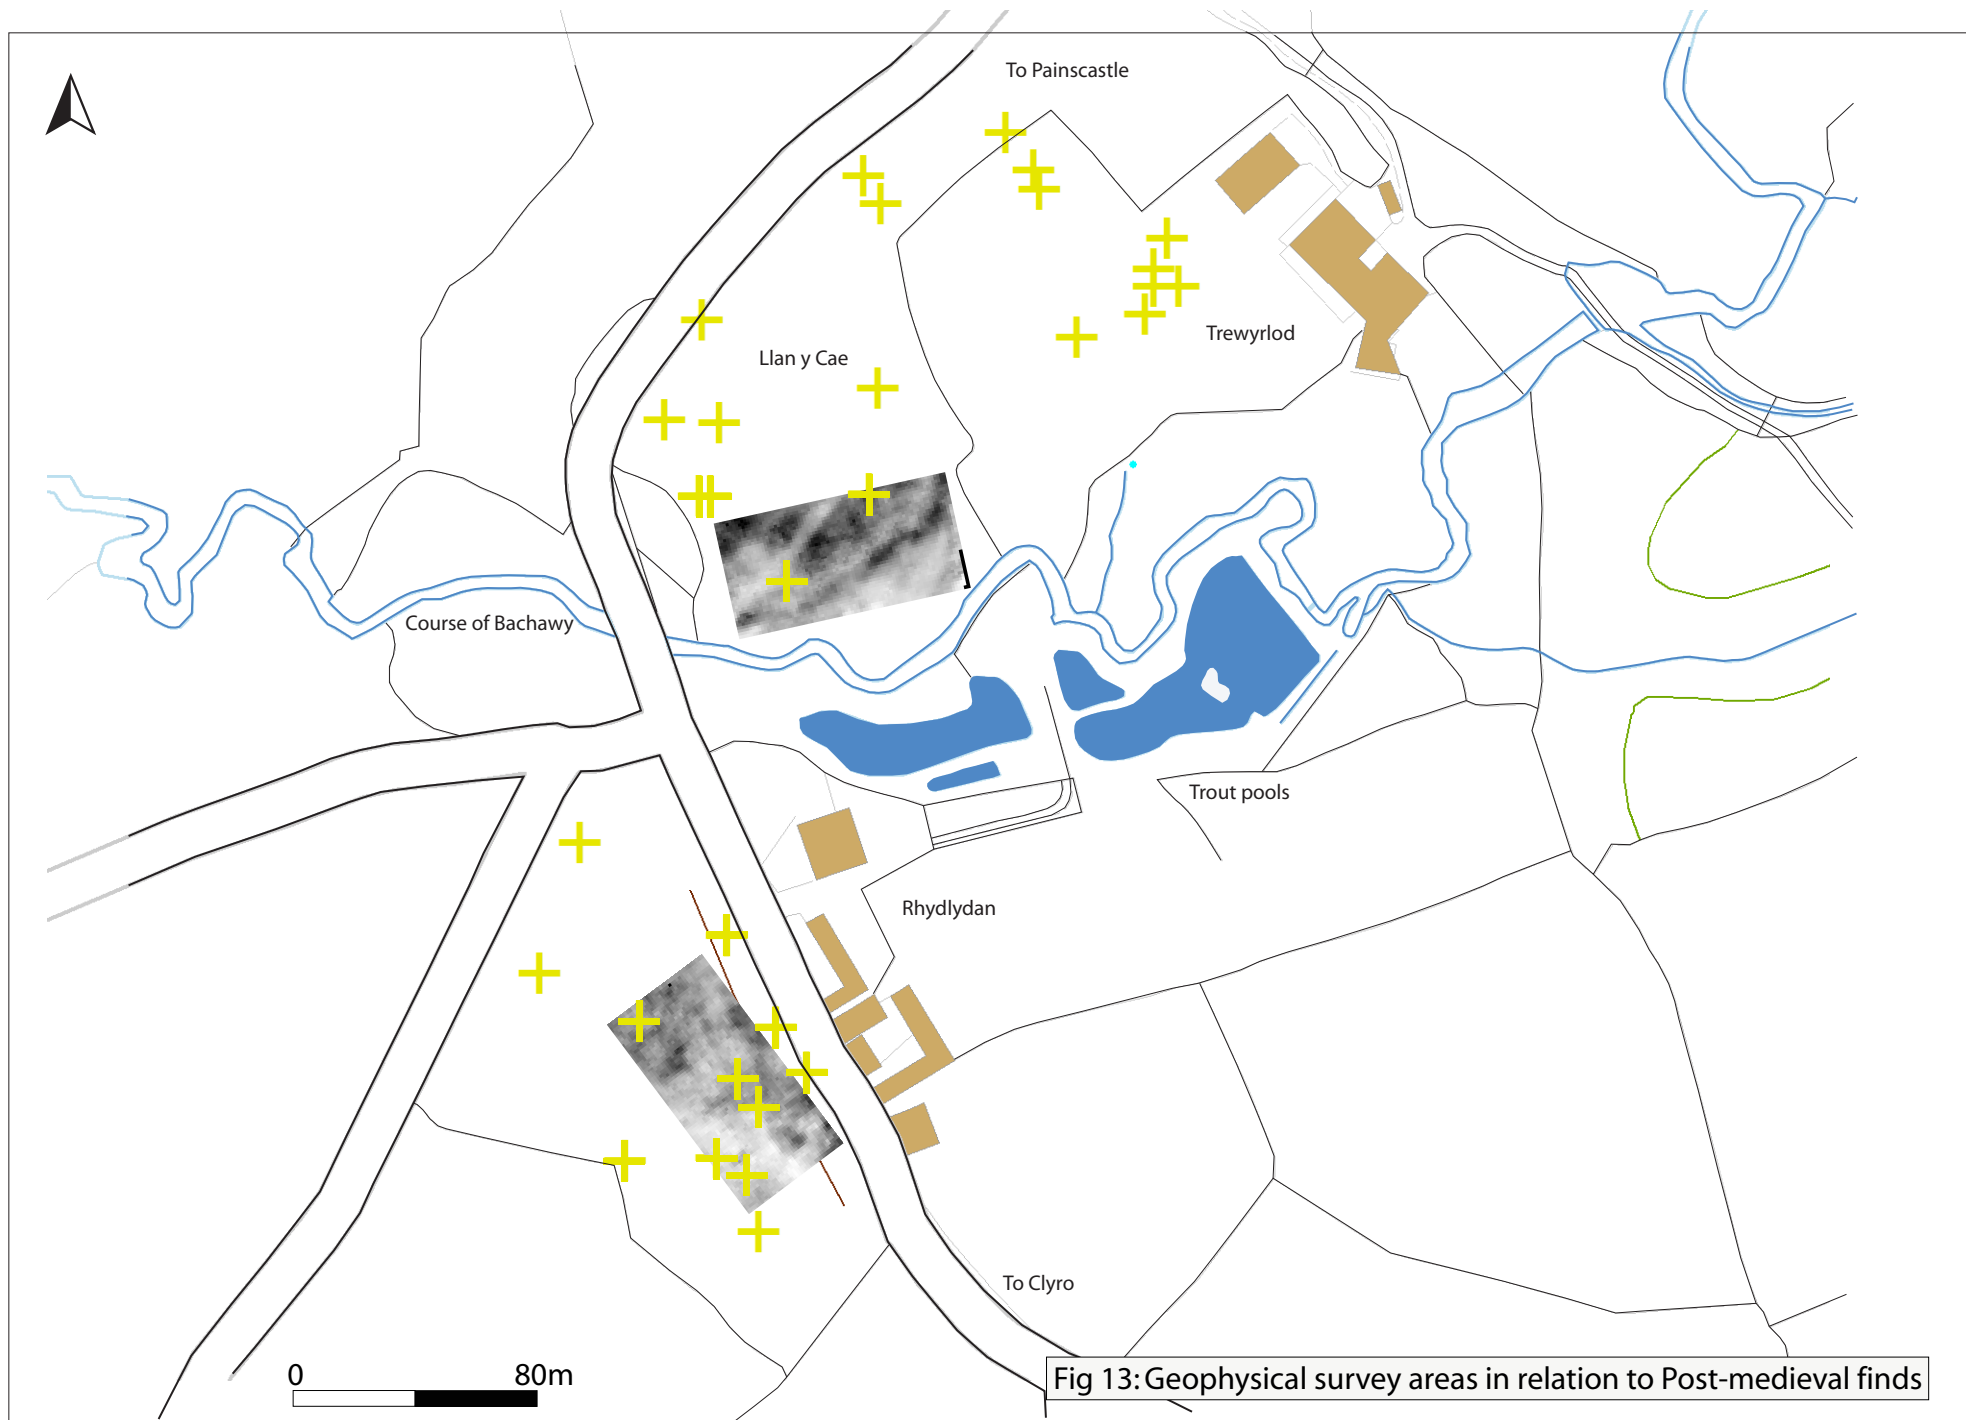 To Painscastle
Trewyrlod
Llan y Cae
Course of Bachawy
Trout pools
Rhydlydan
To Clyro
0 80m
Fig 13: Geophysical survey areas in relation to Post-medieval finds